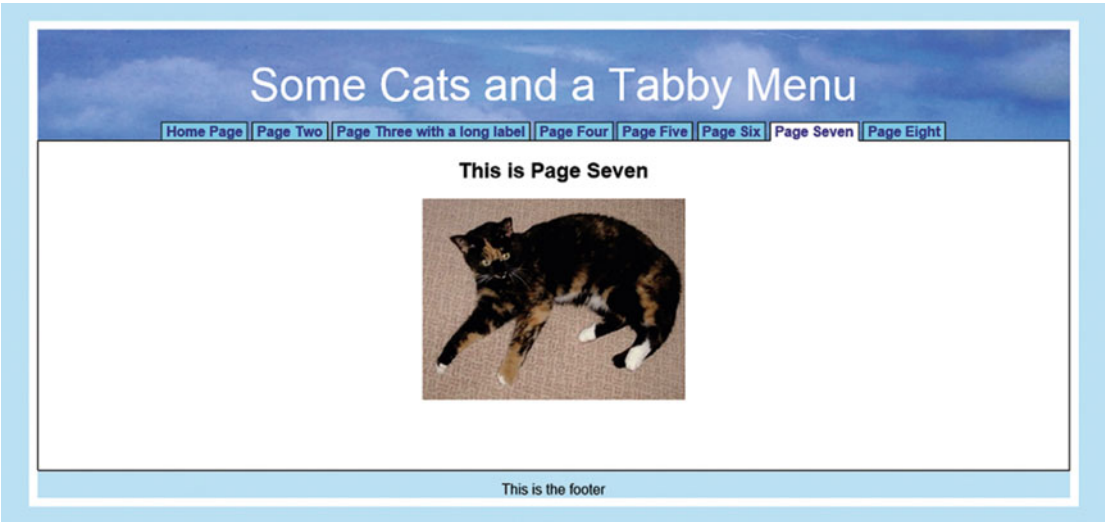 Some Cats and a Tabby Menu
Home Page Page Two Page Three with a long label Page Four Page Five Page Six Page Seven Page Eight
This is Page Seven
This is the footer